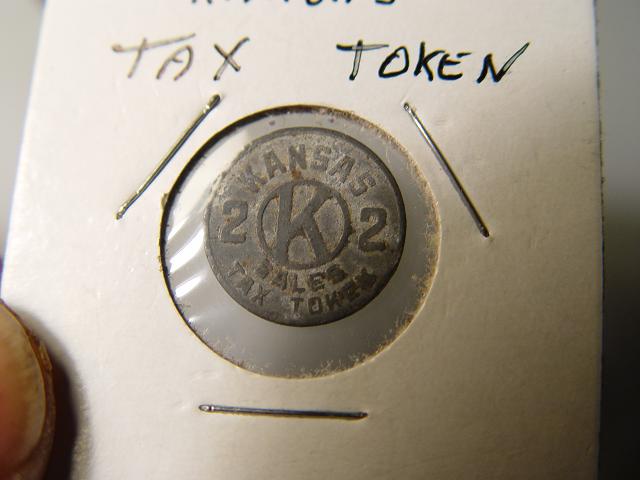 TAX TOKEN
KANSAS
2 K 2
SALES
TAX TOKEN